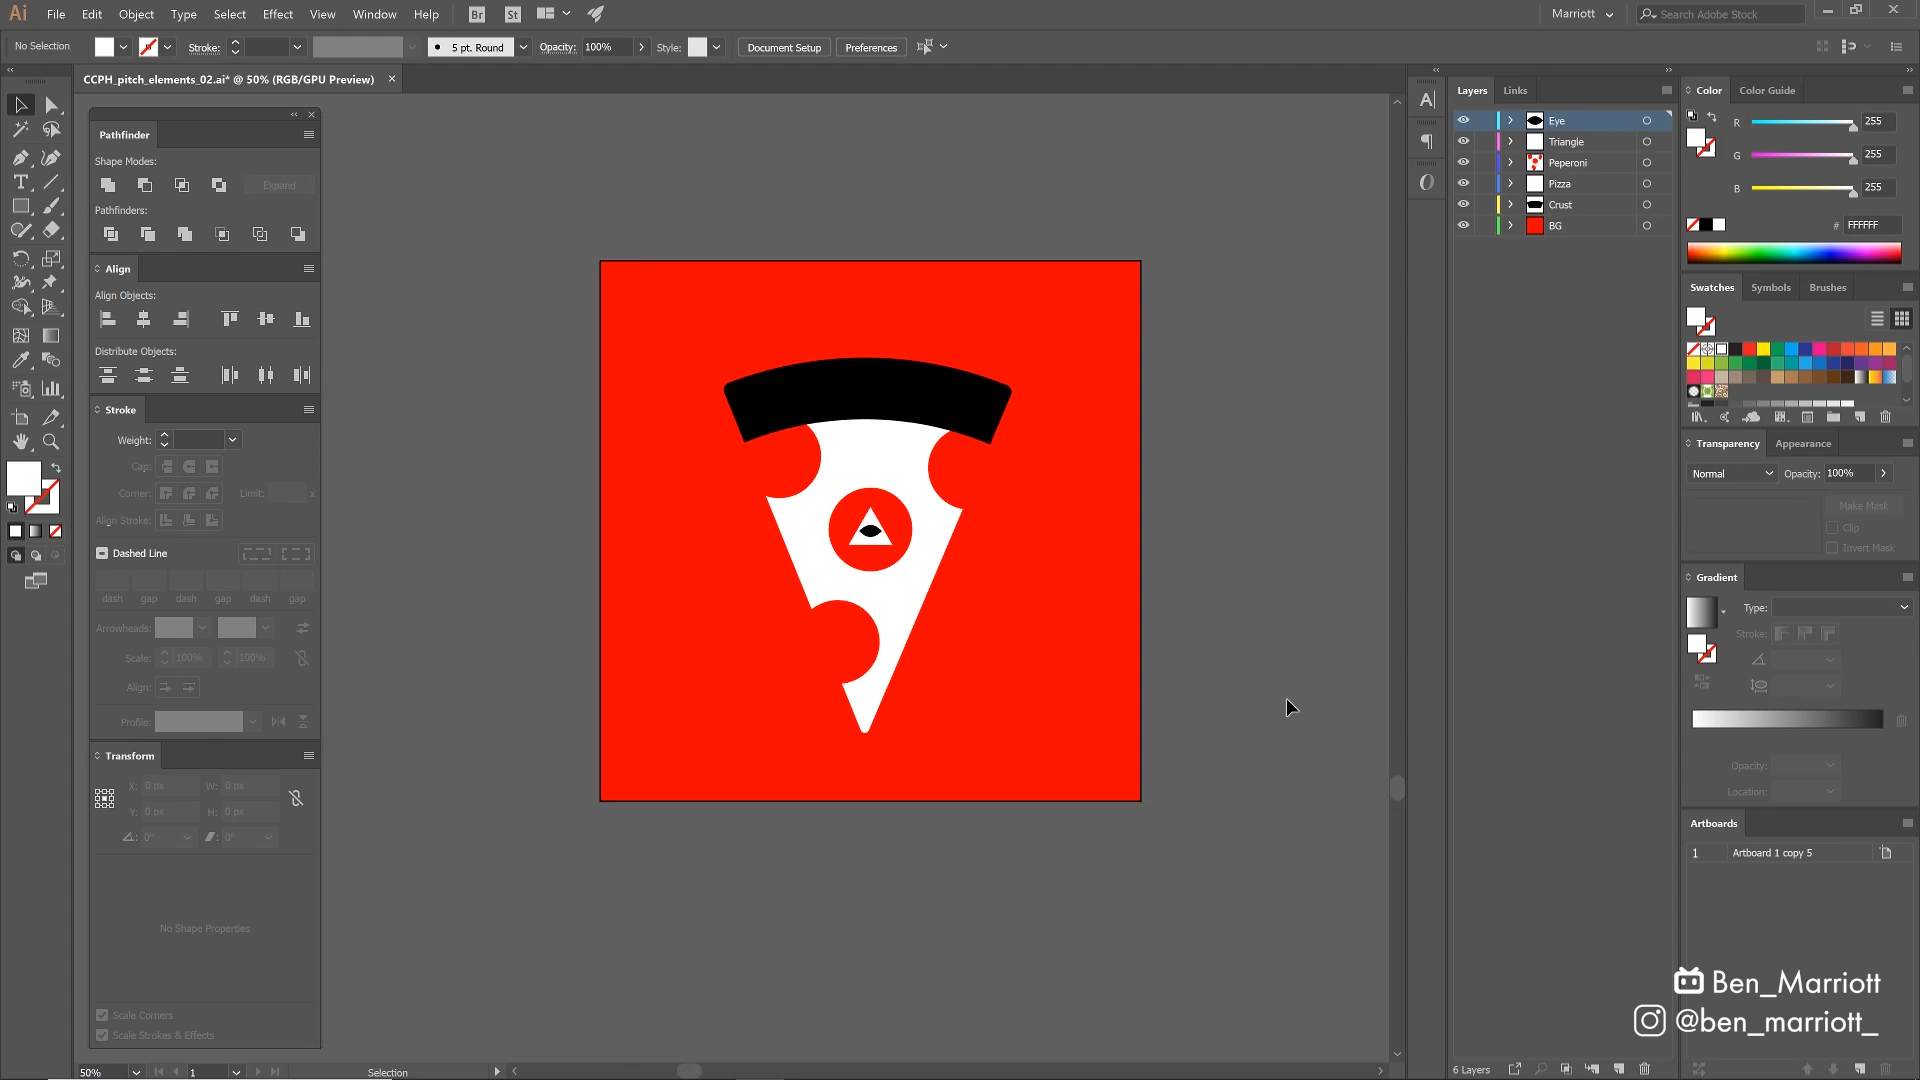 Ai File Edit Object Type Select Effect View Window Help Br St Marriott Search Adobe Stock
No Selection Stroke: 5 pt. Round Opacity: 100% Style: Document Setup Preferences
CCPH_pitch_elements_02.ai* @ 50% (RGB/GPU Preview)
Pathfinder
Shape Modes:
Expand
Pathfinders:
Align
Align Objects:
Distribute Objects:
Stroke
Weight:
Cap:
Corner: Limit: x
Align Stroke:
Dashed Line
dash gap dash gap dash gap
Arrowheads:
Scale: 100% 100%
Align:
Profile:
Transform
X: 0 px W: 0 px
Y: 0 px H: 0 px
0° 0°
No Shape Properties
Scale Corners
Scale Strokes & Effects
50% 1 Selection
Layers Links
Eye
Triangle
Peperoni
Pizza
Crust
BG
6 Layers
Color Color Guide
R 255
G 255
B 255
# FFFFFF
Swatches Symbols Brushes
Transparency Appearance
Normal Opacity: 100%
Make Mask
Clip
Invert Mask
Gradient
Type:
Stroke:
Opacity:
Location:
Artboards
1 Artboard 1 copy 5
Ben_Marriott
@ben_marriott_